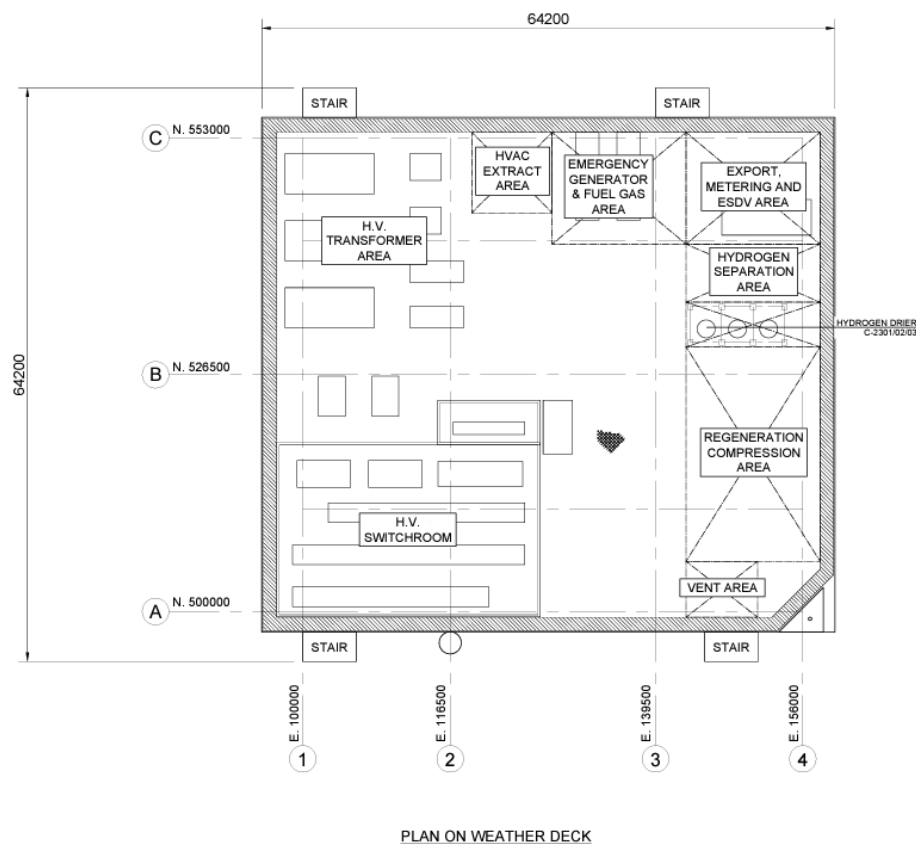 64200
STAIR
STAIR
C
N. 553000
HVAC
EXTRACT
AREA
EMERGENCY
GENERATOR
& FUEL GAS
AREA
EXPORT,
METERING AND
ESDV AREA
H.V.
TRANSFORMER
AREA
HYDROGEN
SEPARATION
AREA
HYDROGEN DRIER
C-2301/02/03
64200
B
N. 526500
REGENERATION
COMPRESSION
AREA
H.V.
SWITCHROOM
VENT AREA
A
N. 500000
STAIR
STAIR
E. 100000
E. 116500
E. 139500
E. 156000
1
2
3
4
PLAN ON WEATHER DECK